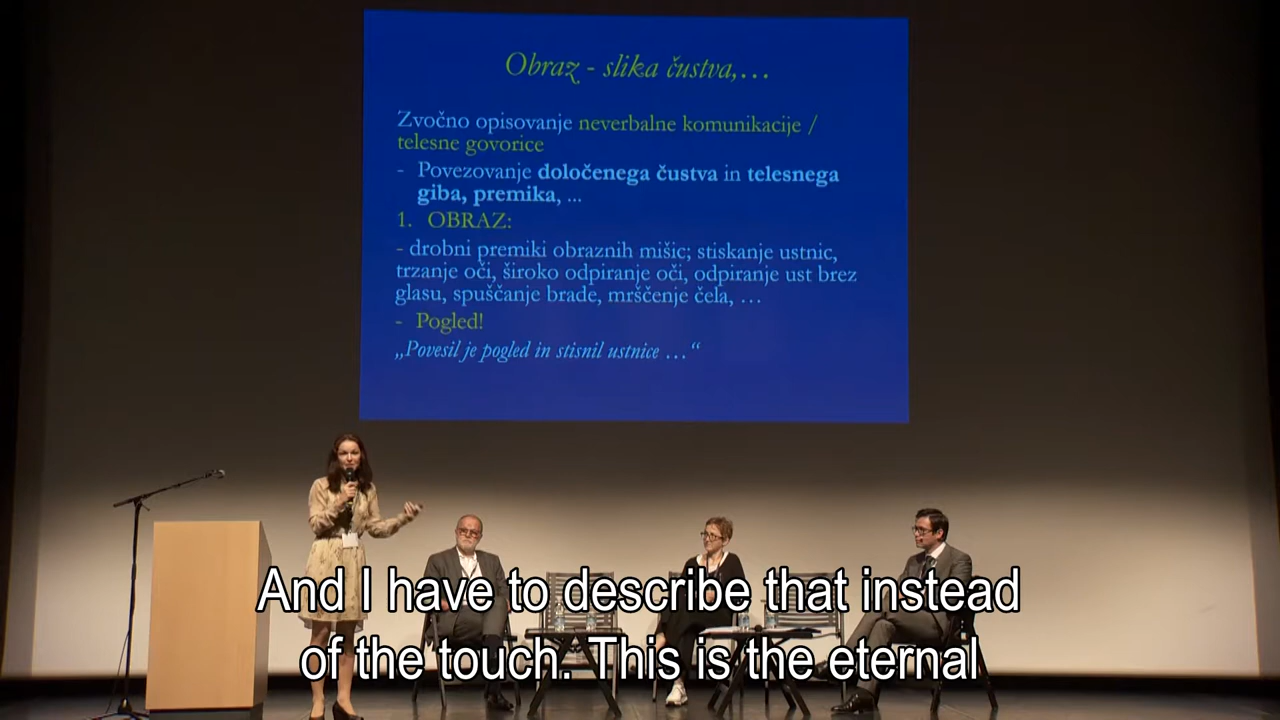 Obraz - slika čustva,...
Zvočno opisovanje neverbalne komunikacije /
telesne govorice
- Povezovanje določenega čustva in telesnega
giba, premika, ...
1. OBRAZ:
- drobni premiki obraznih mišic; stiskanje ustnic,
trzanje oči, široko odpiranje oči, odpiranje ust brez
glasu, spuščanje brade, mrščenje čela, ...
- Pogled!
„Povesil je pogled in stisnil ustnice ...“
And I have to describe that instead
of the touch. This is the eternal